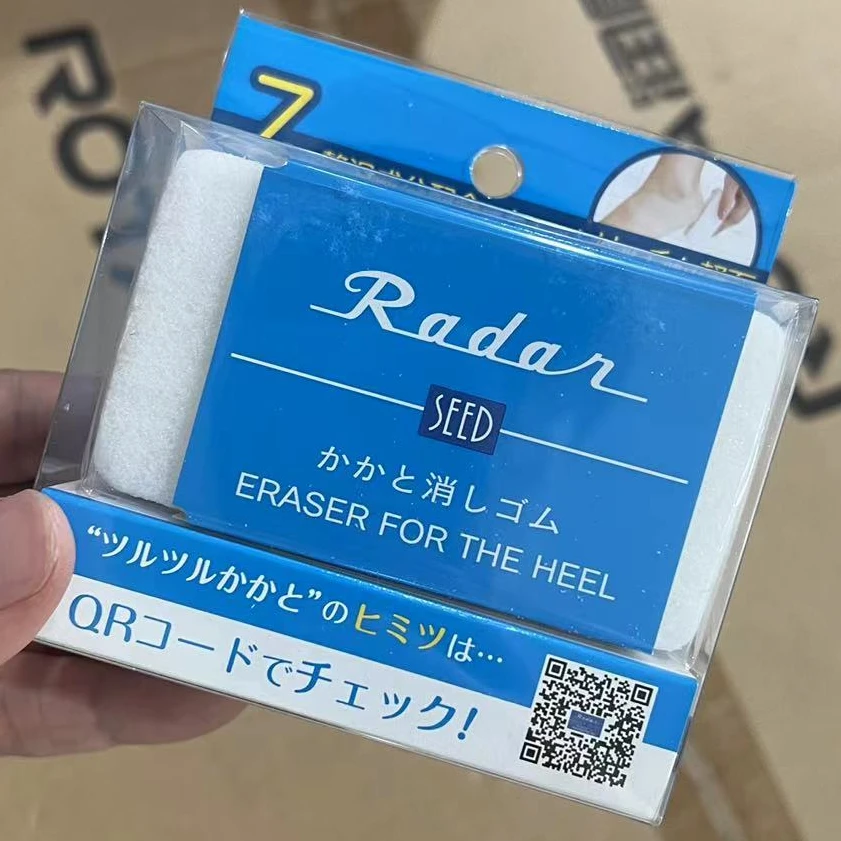 7
Radar
SEED
かかと消しゴム
ERASER FOR THE HEEL
“ツルツルかかと”のヒミツは…
QRコードでチェック!
Radar